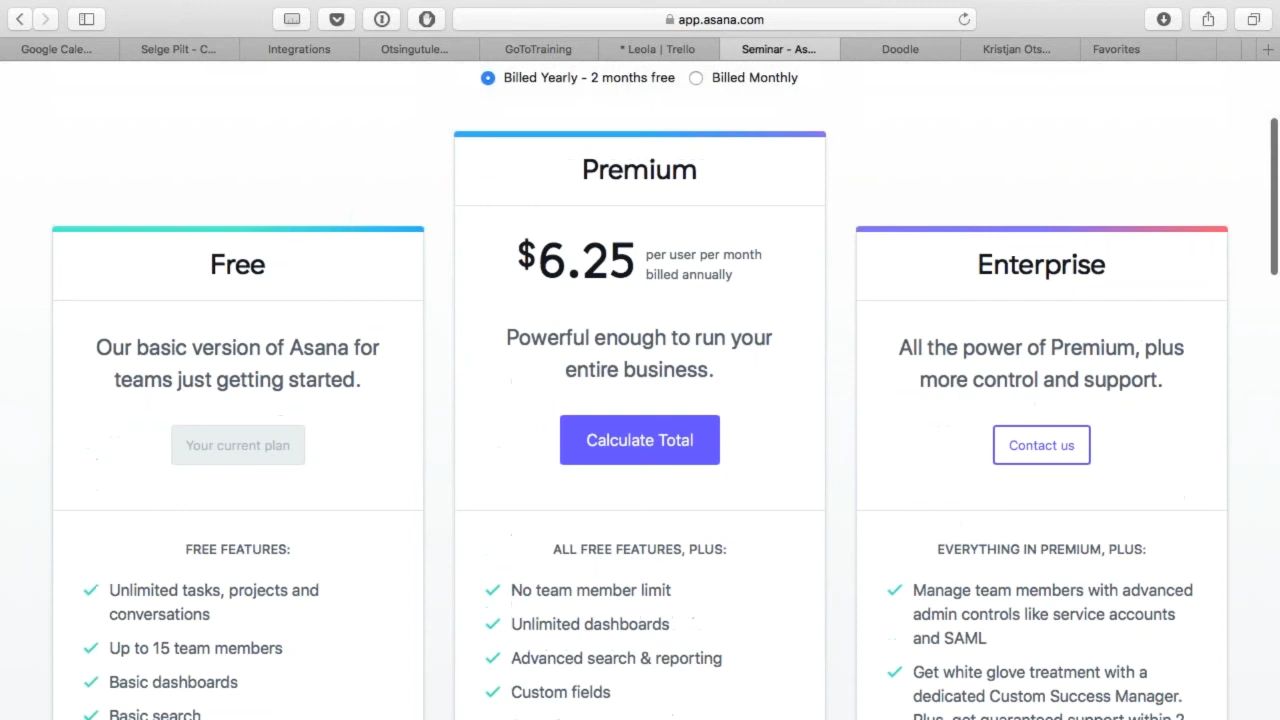 app.asana.com
Google Cale...
Selge Pilt - C...
Integrations
Otsingutule...
GoToTraining
* Leola | Trello
Seminar - As...
Doodle
Kristjan Ots...
Favorites
Billed Yearly - 2 months free
Billed Monthly
Free
Our basic version of Asana for
teams just getting started.
Your current plan
FREE FEATURES:
Unlimited tasks, projects and
conversations
Up to 15 team members
Basic dashboards
Basic search
Premium
$6.25
per user per month
billed annually
Powerful enough to run your
entire business.
Calculate Total
ALL FREE FEATURES, PLUS:
No team member limit
Unlimited dashboards
Advanced search & reporting
Custom fields
Enterprise
All the power of Premium, plus
more control and support.
Contact us
EVERYTHING IN PREMIUM, PLUS:
Manage team members with advanced
admin controls like service accounts
and SAML
Get white glove treatment with a
dedicated Custom Success Manager.
Plus, get guaranteed support within 2